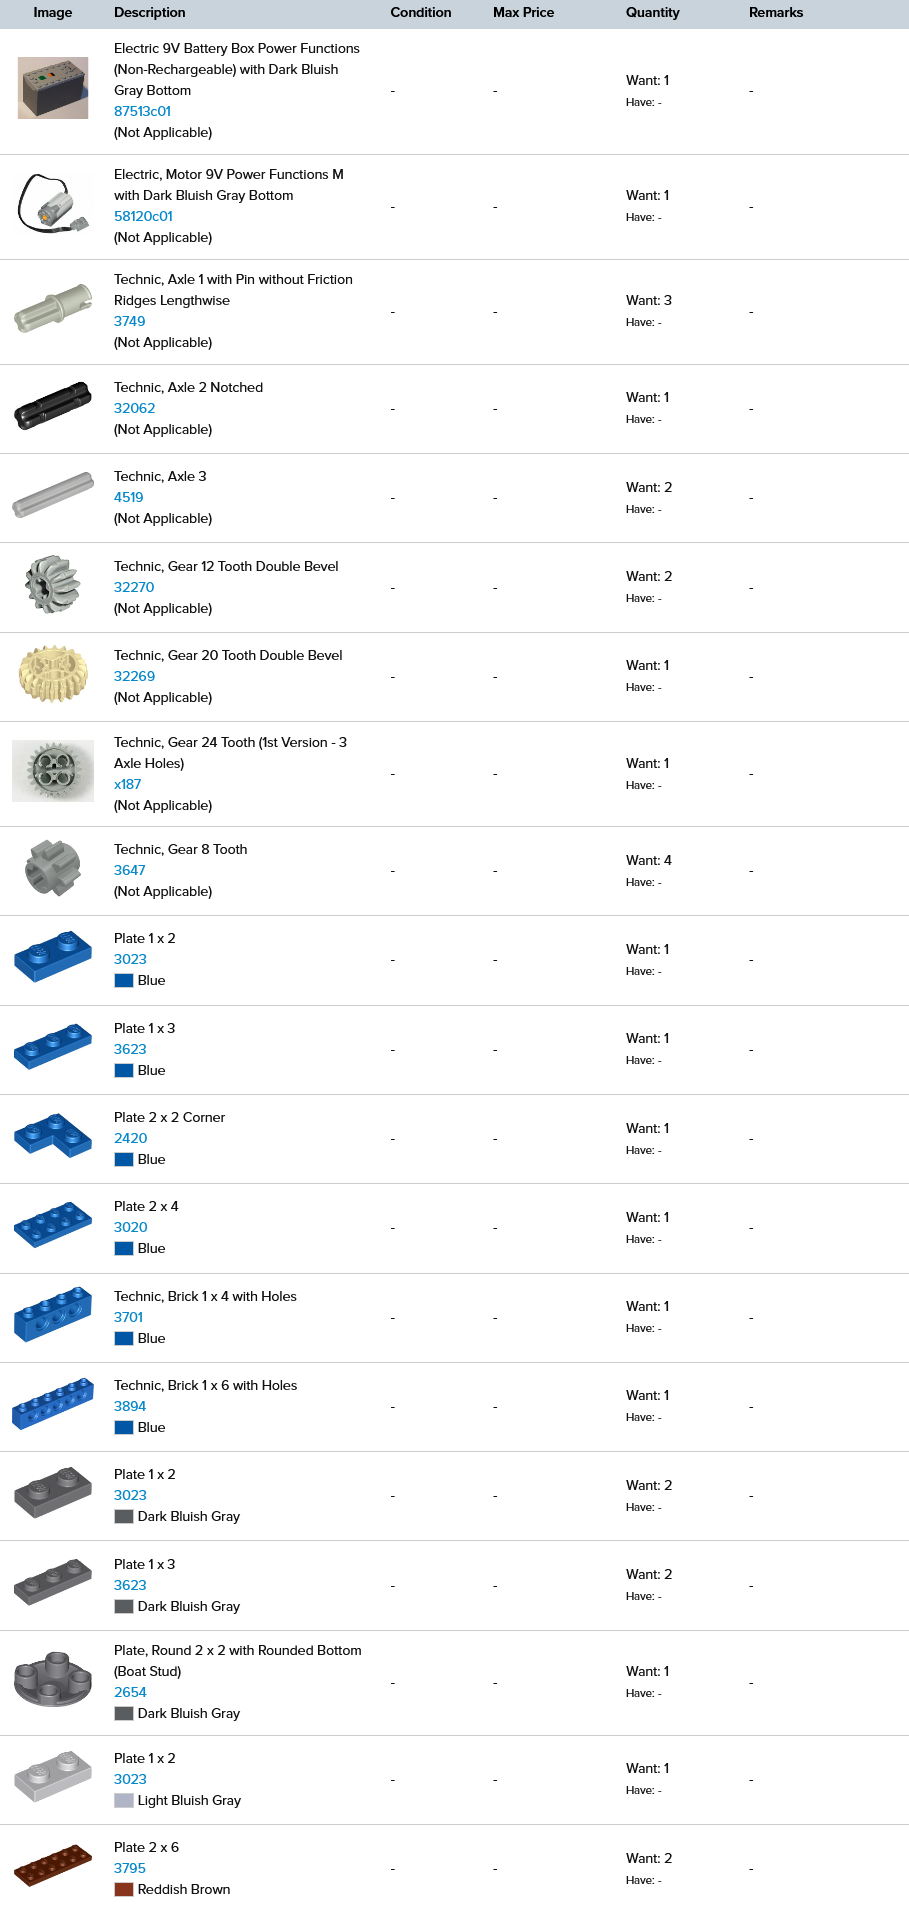 Image Description Condition Max Price Quantity Remarks
Electric 9V Battery Box Power Functions
(Non-Rechargeable) with Dark Bluish
Gray Bottom
87513c01
(Not Applicable)
-
-
Want: 1
Have: -
-
Electric, Motor 9V Power Functions M
with Dark Bluish Gray Bottom
58120c01
(Not Applicable)
-
-
Want: 1
Have: -
-
Technic, Axle 1 with Pin without Friction
Ridges Lengthwise
3749
(Not Applicable)
-
-
Want: 3
Have: -
-
Technic, Axle 2 Notched
32062
(Not Applicable)
-
-
Want: 1
Have: -
-
Technic, Axle 3
4519
(Not Applicable)
-
-
Want: 2
Have: -
-
Technic, Gear 12 Tooth Double Bevel
32270
(Not Applicable)
-
-
Want: 2
Have: -
-
Technic, Gear 20 Tooth Double Bevel
32269
(Not Applicable)
-
-
Want: 1
Have: -
-
Technic, Gear 24 Tooth (1st Version - 3
Axle Holes)
x187
(Not Applicable)
-
-
Want: 1
Have: -
-
Technic, Gear 8 Tooth
3647
(Not Applicable)
-
-
Want: 4
Have: -
-
Plate 1 x 2
3023
Blue
-
-
Want: 1
Have: -
-
Plate 1 x 3
3623
Blue
-
-
Want: 1
Have: -
-
Plate 2 x 2 Corner
2420
Blue
-
-
Want: 1
Have: -
-
Plate 2 x 4
3020
Blue
-
-
Want: 1
Have: -
-
Technic, Brick 1 x 4 with Holes
3701
Blue
-
-
Want: 1
Have: -
-
Technic, Brick 1 x 6 with Holes
3894
Blue
-
-
Want: 1
Have: -
-
Plate 1 x 2
3023
Dark Bluish Gray
-
-
Want: 2
Have: -
-
Plate 1 x 3
3623
Dark Bluish Gray
-
-
Want: 2
Have: -
-
Plate, Round 2 x 2 with Rounded Bottom
(Boat Stud)
2654
Dark Bluish Gray
-
-
Want: 1
Have: -
-
Plate 1 x 2
3023
Light Bluish Gray
-
-
Want: 1
Have: -
-
Plate 2 x 6
3795
Reddish Brown
-
-
Want: 2
Have: -
-